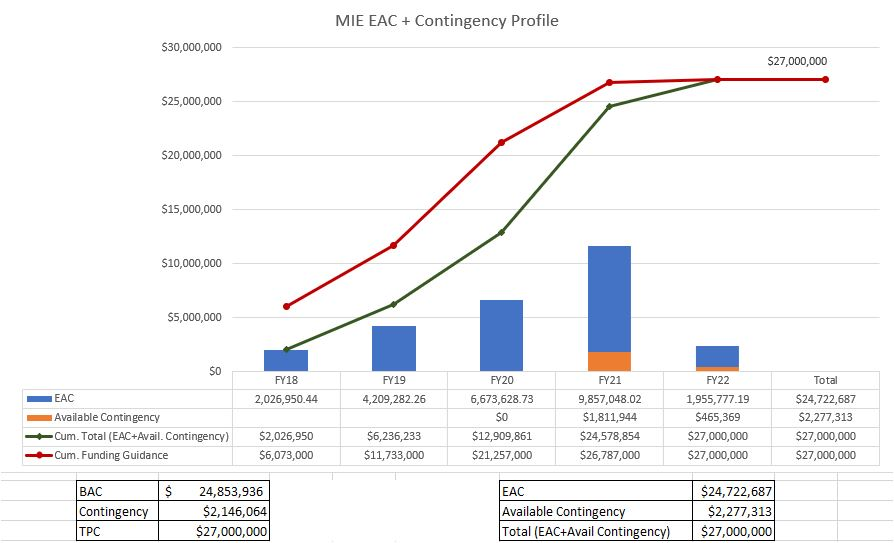 MIE EAC + Contingency Profile
$30,000,000
$27,000,000
$25,000,000
$20,000,000
$15,000,000
$10,000,000
$5,000,000
$0
FY18 FY19 FY20 FY21 FY22 Total
EAC 2,026,950.44 4,209,282.26 6,673,628.73 9,857,048.02 1,955,777.19 $24,722,687
Available Contingency $0 $1,811,944 $465,369 $2,277,313
Cum. Total (EAC+Avail. Contingency) $2,026,950 $6,236,233 $12,909,861 $24,578,854 $27,000,000 $27,000,000
Cum. Funding Guidance $6,073,000 $11,733,000 $21,257,000 $26,787,000 $27,000,000 $27,000,000
BAC $ 24,853,936 EAC $24,722,687
Contingency $2,146,064 Available Contingency $2,277,313
TPC $27,000,000 Total (EAC+Avail Contingency) $27,000,000